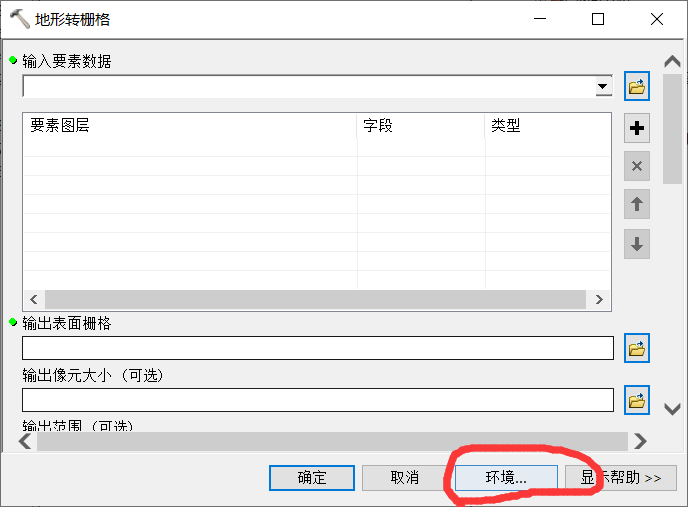 地形转栅格
输入要素数据
要素图层 字段 类型
输出表面栅格
输出像元大小 (可选)
输出范围 (可选)
确定 取消 环境... 显示帮助 >>